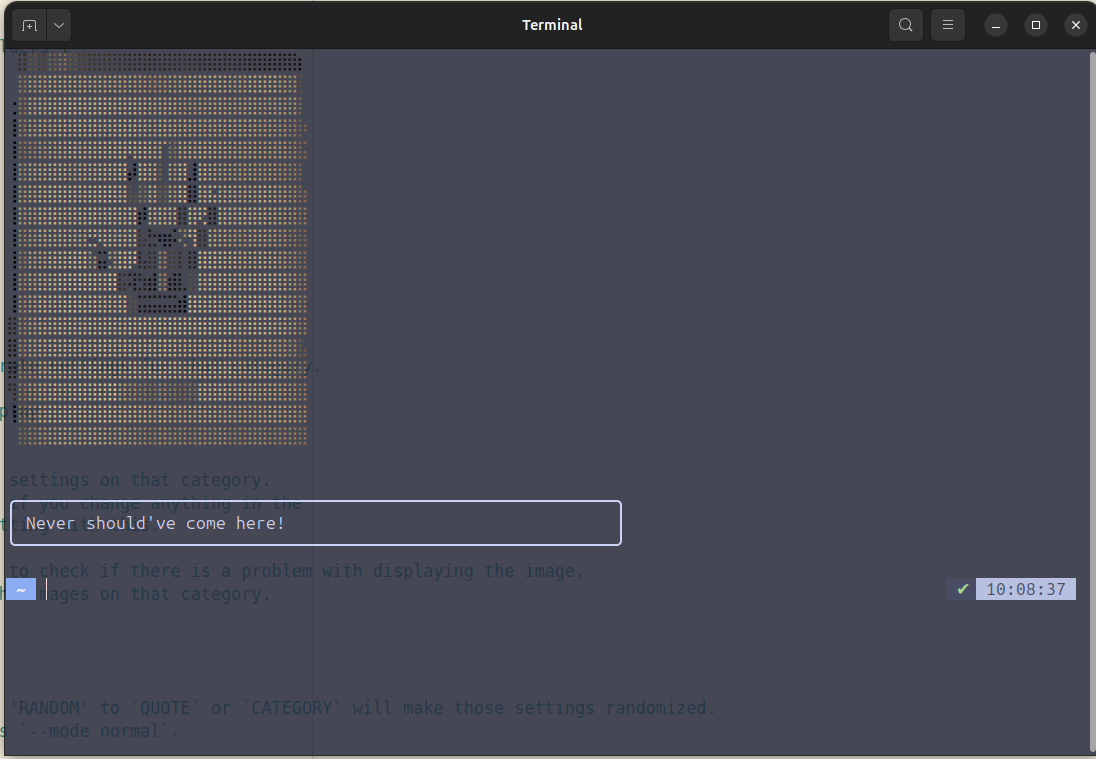 Terminal
settings on that category.
if you change anything in the
Never should've come here!
to check if there is a problem with displaying the image.
~
✔ 10:08:37
on that category.
'RANDOM' to `QUOTE` or `CATEGORY` will make those settings randomized.
`--mode normal`.